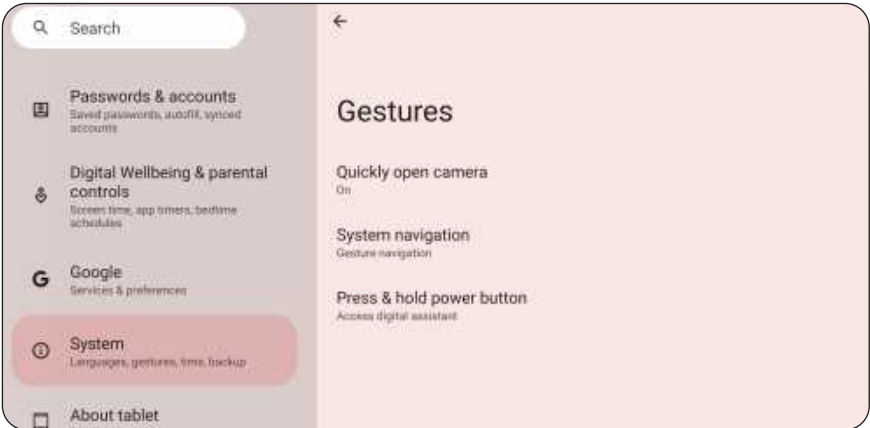 Search
Passwords & accounts
Saved passwords, autofill, synced
accounts
Digital Wellbeing & parental
controls
Screen time, app timers, bedtime
schedules
Google
Services & preferences
System
Languages, gestures, time, backup
About tablet
Gestures
Quickly open camera
On
System navigation
Gesture navigation
Press & hold power button
Access digital assistant